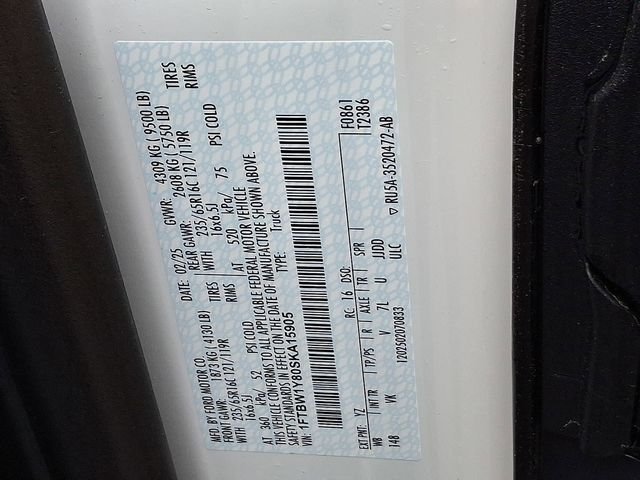 MFD. BY FORD MOTOR CO. DATE: 02/25 GVWR: 4309 KG ( 9500 LB)
FRONT GAWR: 1873 KG ( 4130 LB) REAR GAWR: 2608 KG ( 5750 LB)
WITH 235/65R16C 121/119R TIRES WITH 235/65R16C 121/119R TIRES
16x6.5J RIMS 16x6.5J RIMS
AT 360 kPa/ 52 PSI COLD AT 520 kPa/ 75 PSI COLD
THIS VEHICLE CONFORMS TO ALL APPLICABLE FEDERAL MOTOR VEHICLE
SAFETY STANDARDS IN EFFECT ON THE DATE OF MANUFACTURE SHOWN ABOVE.
VIN: 1FTBW1Y80SKA15905 TYPE: Truck
F0861
T2386
EXT PNT: YZ RC: 16 DSO:
WB INT TR TP/PS R AXLE TR SPR
148 VK V 7L U JJDD
ULC
1202502070833
▽ RU5A-3520472-AB